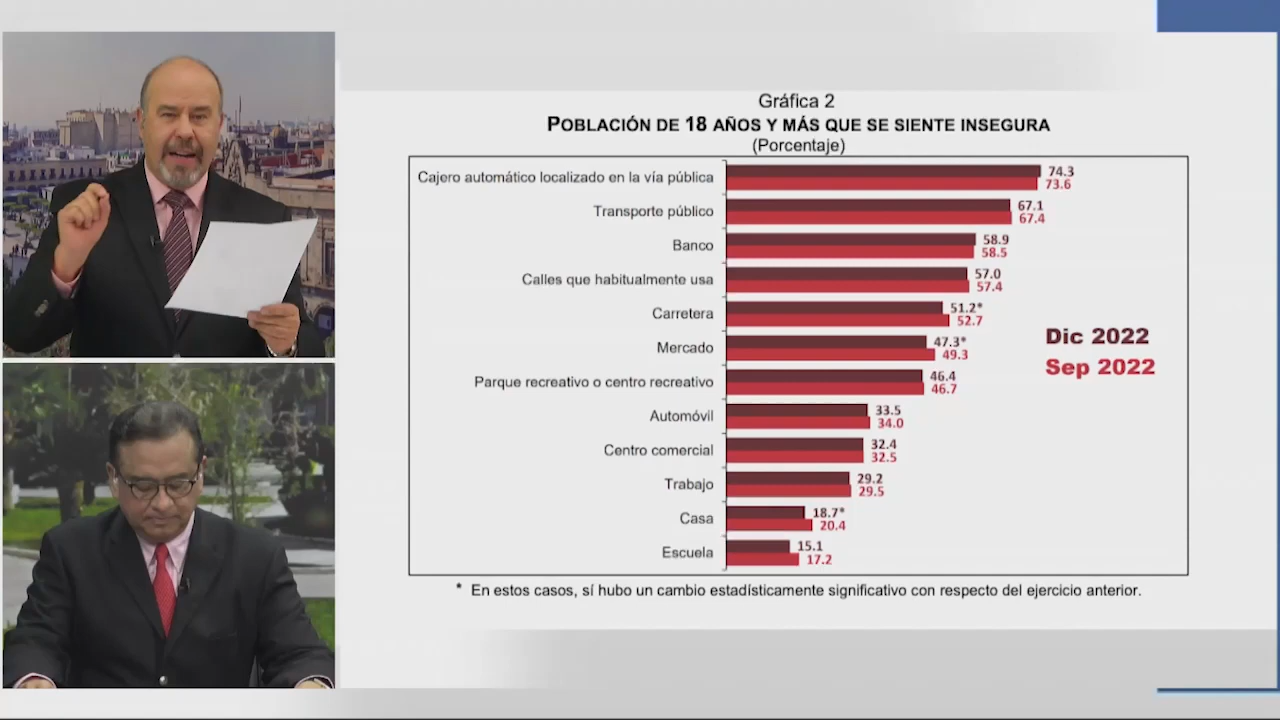 Gráfica 2
POBLACIÓN DE 18 AÑOS Y MÁS QUE SE SIENTE INSEGURA
(Porcentaje)
Cajero automático localizado en la vía pública 74.3 73.6
Transporte público 67.1 67.4
Banco 58.9 58.5
Calles que habitualmente usa 57.0 57.4
Carretera 51.2* 52.7
Mercado 47.3* 49.3
Parque recreativo o centro recreativo 46.4 46.7
Automóvil 33.5 34.0
Centro comercial 32.4 32.5
Trabajo 29.2 29.5
Casa 18.7* 20.4
Escuela 15.1 17.2
Dic 2022
Sep 2022
* En estos casos, sí hubo un cambio estadísticamente significativo con respecto del ejercicio anterior.